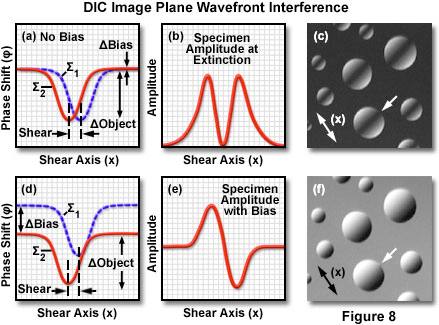 DIC Image Plane Wavefront Interference
(a) No Bias
ΔBias
Σ1
Σ2
ΔObject
Shear
Phase Shift (φ)
Shear Axis (x)
(b)
Specimen
Amplitude at
Extinction
Amplitude
Shear Axis (x)
(c)
(x)
(d)
Σ1
ΔBias
Σ2
ΔObject
Shear
Phase Shift (φ)
Shear Axis (x)
(e)
Specimen
Amplitude
with Bias
Amplitude
Shear Axis (x)
(f)
(x)
Figure 8